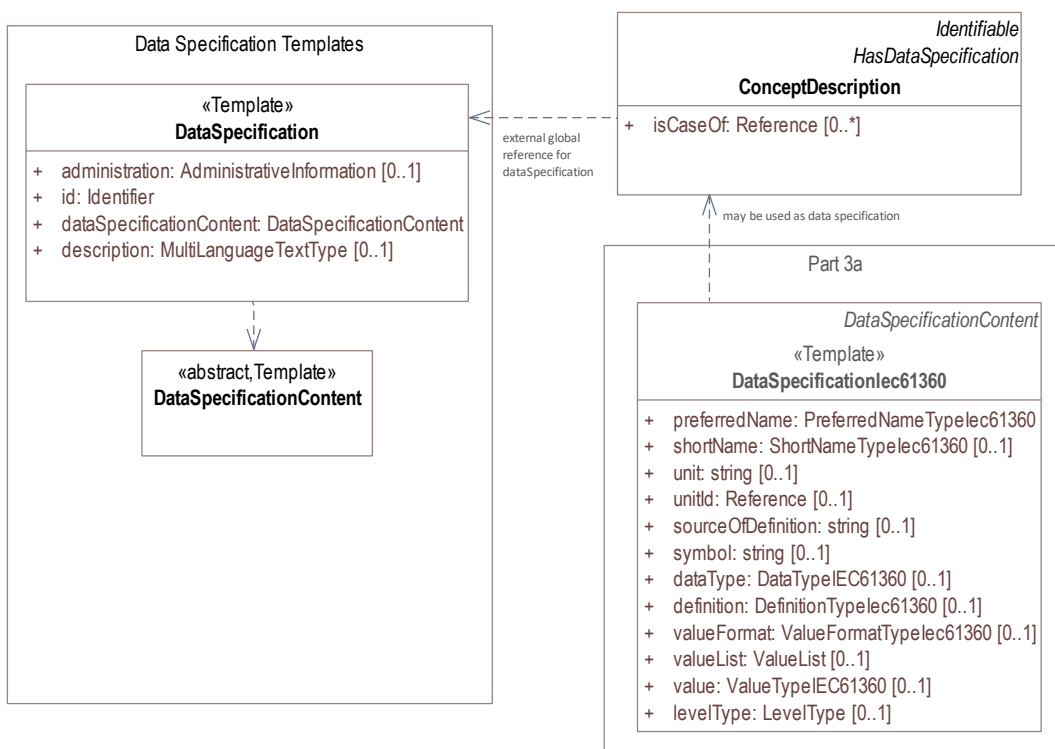 Data Specification Templates
«Template»
DataSpecification
+ administration: AdministrativeInformation [0..1]
+ id: Identifier
+ dataSpecificationContent: DataSpecificationContent
+ description: MultiLanguageTextType [0..1]
«abstract,Template»
DataSpecificationContent
external global
reference for
dataSpecification
Identifiable
HasDataSpecification
ConceptDescription
+ isCaseOf: Reference [0..*]
may be used as data specification
Part 3a
DataSpecificationContent
«Template»
DataSpecificationIec61360
+ preferredName: PreferredNameTypeIec61360
+ shortName: ShortNameTypeIec61360 [0..1]
+ unit: string [0..1]
+ unitId: Reference [0..1]
+ sourceOfDefinition: string [0..1]
+ symbol: string [0..1]
+ dataType: DataTypeIEC61360 [0..1]
+ definition: DefinitionTypeIec61360 [0..1]
+ valueFormat: ValueFormatTypeIec61360 [0..1]
+ valueList: ValueList [0..1]
+ value: ValueTypeIEC61360 [0..1]
+ levelType: LevelType [0..1]